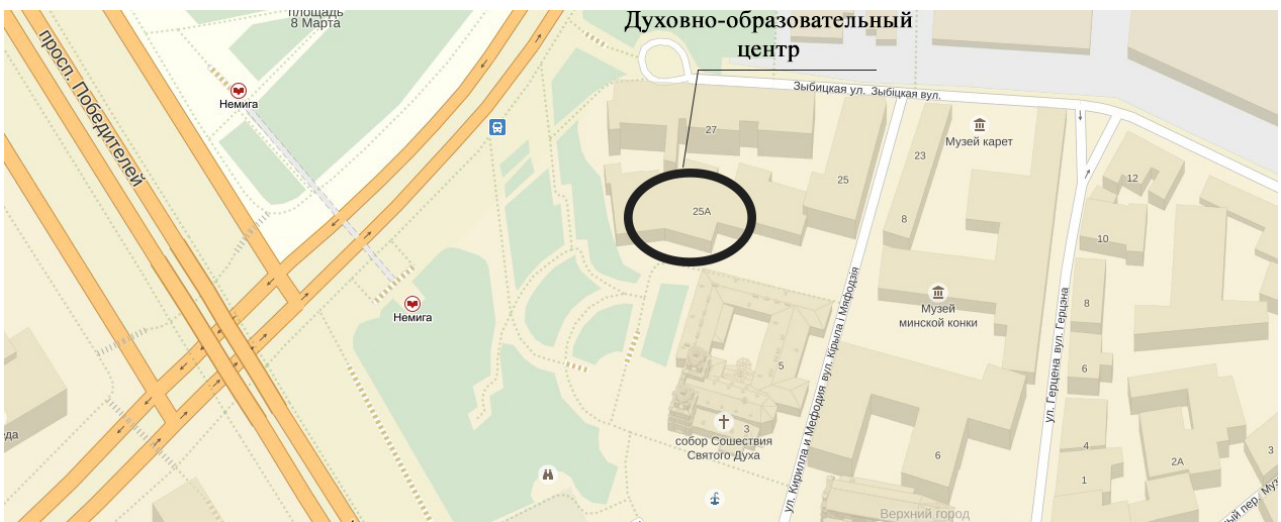 площадь
8 Марта
Духовно-образовательный
центр
просп. Победителей
Немига
Зыбицкая ул. Зыбіцкая вул.
27
Музей карет
23
25
12
25А
8
10
Немига
Музей
минской конки
8
ул. Кирилла и Мефодия вул. Кірыла і Мяфодзія
ул. Герцена вул. Герцэна
5
6
3
собор Сошествия
Святого Духа
6
4
2А
3
1
Верхний город